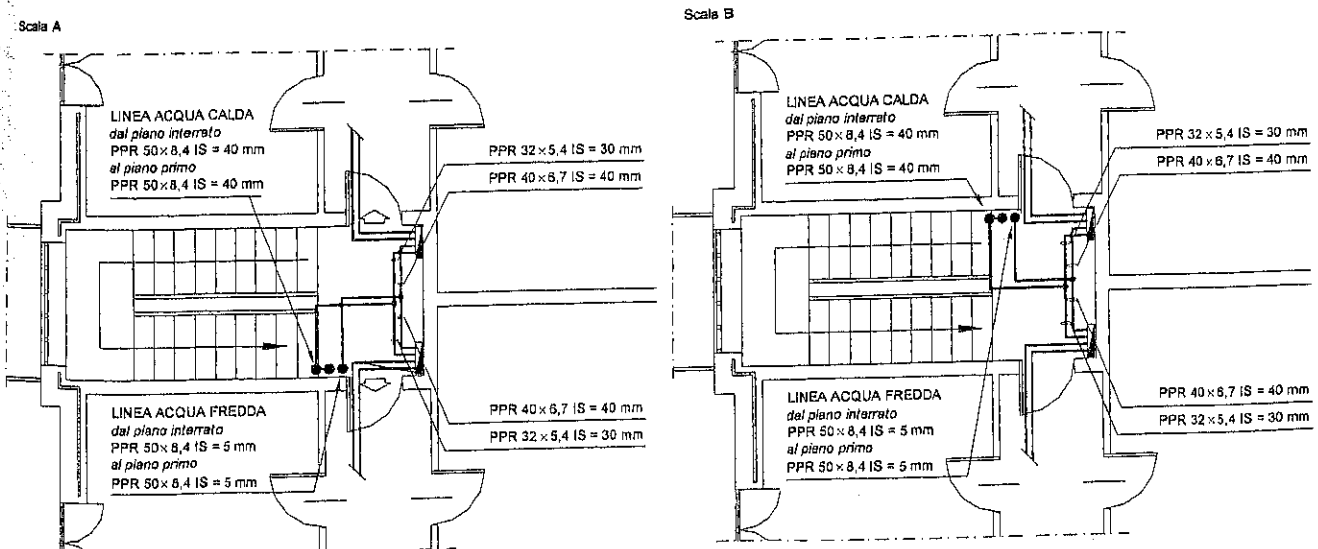 Scala A
LINEA ACQUA CALDA
dal piano interrato
PPR 50×8,4 IS = 40 mm
al piano primo
PPR 50×8,4 IS = 40 mm
PPR 32×5,4 IS = 30 mm
PPR 40×6,7 IS = 40 mm
LINEA ACQUA FREDDA
dal piano interrato
PPR 50×8,4 IS = 5 mm
al piano primo
PPR 50×8,4 IS = 5 mm
PPR 40×6,7 IS = 40 mm
PPR 32×5,4 IS = 30 mm
Scala B
LINEA ACQUA CALDA
dal piano interrato
PPR 50×8,4 IS = 40 mm
al piano primo
PPR 50×8,4 IS = 40 mm
PPR 32×5,4 IS = 30 mm
PPR 40×6,7 IS = 40 mm
LINEA ACQUA FREDDA
dal piano interrato
PPR 50×8,4 IS = 5 mm
al piano primo
PPR 50×8,4 IS = 5 mm
PPR 40×6,7 IS = 40 mm
PPR 32×5,4 IS = 30 mm